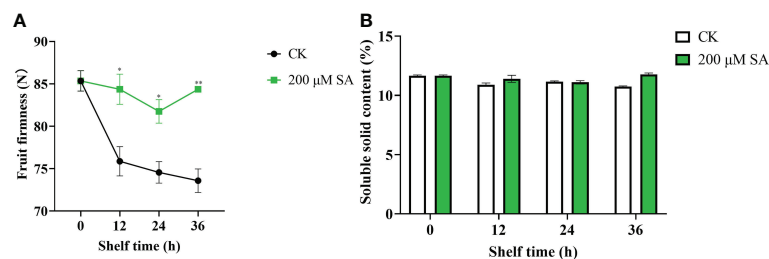 A
Fruit firmness (N)
90
85
80
75
70
*
*
**
0
12
24
36
Shelf time (h)
CK
200 μM SA
B
Soluble solid content (%)
15
10
5
0
0
12
24
36
Shelf time (h)
CK
200 μM SA